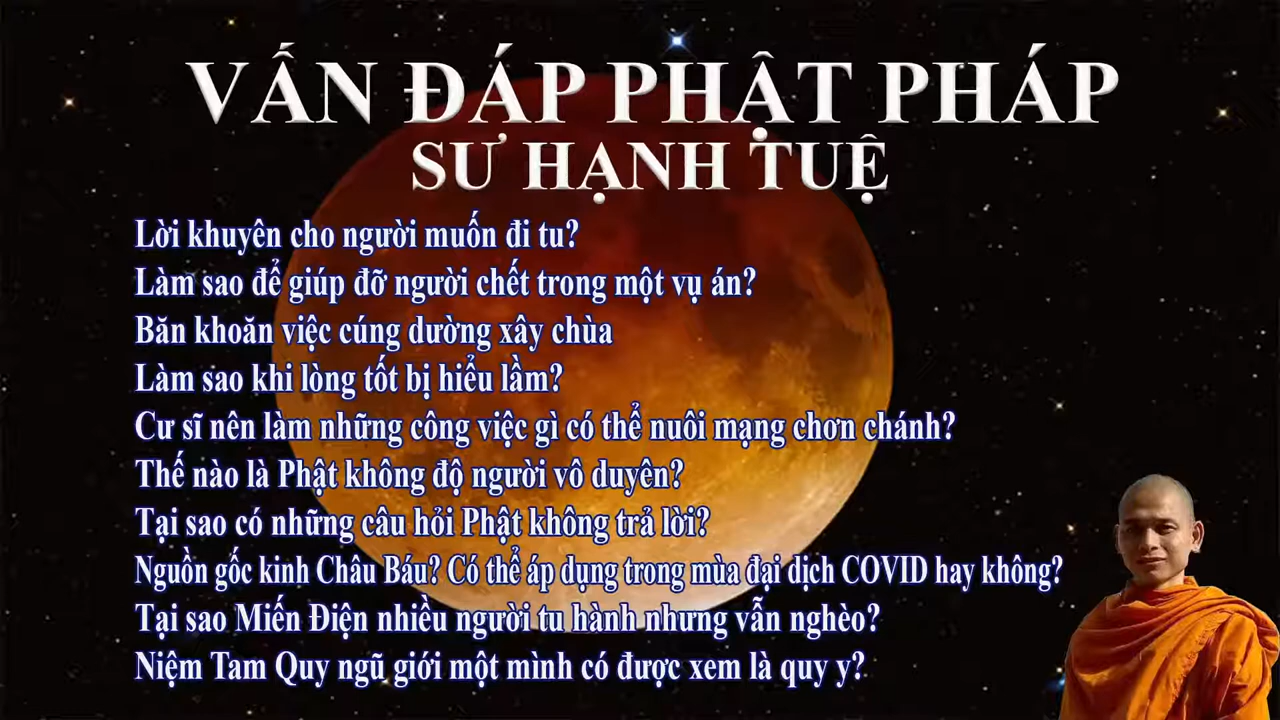 VẤN ĐÁP PHẬT PHÁP
SƯ HẠNH TUỆ
Lời khuyên cho người muốn đi tu?
Làm sao để giúp đỡ người chết trong một vụ án?
Băn khoăn việc cúng dường xây chùa
Làm sao khi lòng tốt bị hiểu lầm?
Cư sĩ nên làm những công việc gì có thể nuôi mạng chơn chánh?
Thế nào là Phật không độ người vô duyên?
Tại sao có những câu hỏi Phật không trả lời?
Nguồn gốc kinh Châu Báu? Có thể áp dụng trong mùa đại dịch COVID hay không?
Tại sao Miến Điện nhiều người tu hành nhưng vẫn nghèo?
Niệm Tam Quy ngũ giới một mình có được xem là quy y?